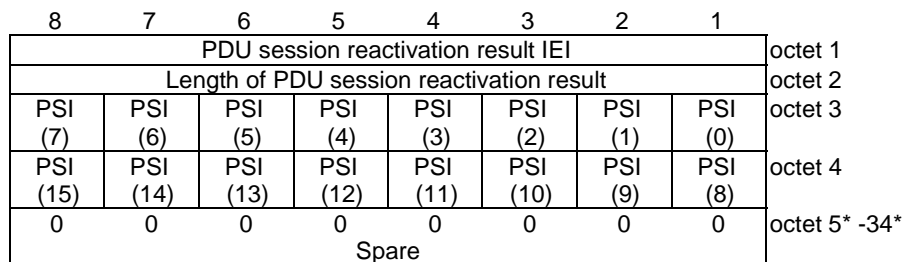 8 7 6 5 4 3 2 1
PDU session reactivation result IEI octet 1
Length of PDU session reactivation result octet 2
PSI PSI PSI PSI PSI PSI PSI PSI octet 3
(7) (6) (5) (4) (3) (2) (1) (0)
PSI PSI PSI PSI PSI PSI PSI PSI octet 4
(15) (14) (13) (12) (11) (10) (9) (8)
0 0 0 0 0 0 0 0 octet 5* -34*
Spare